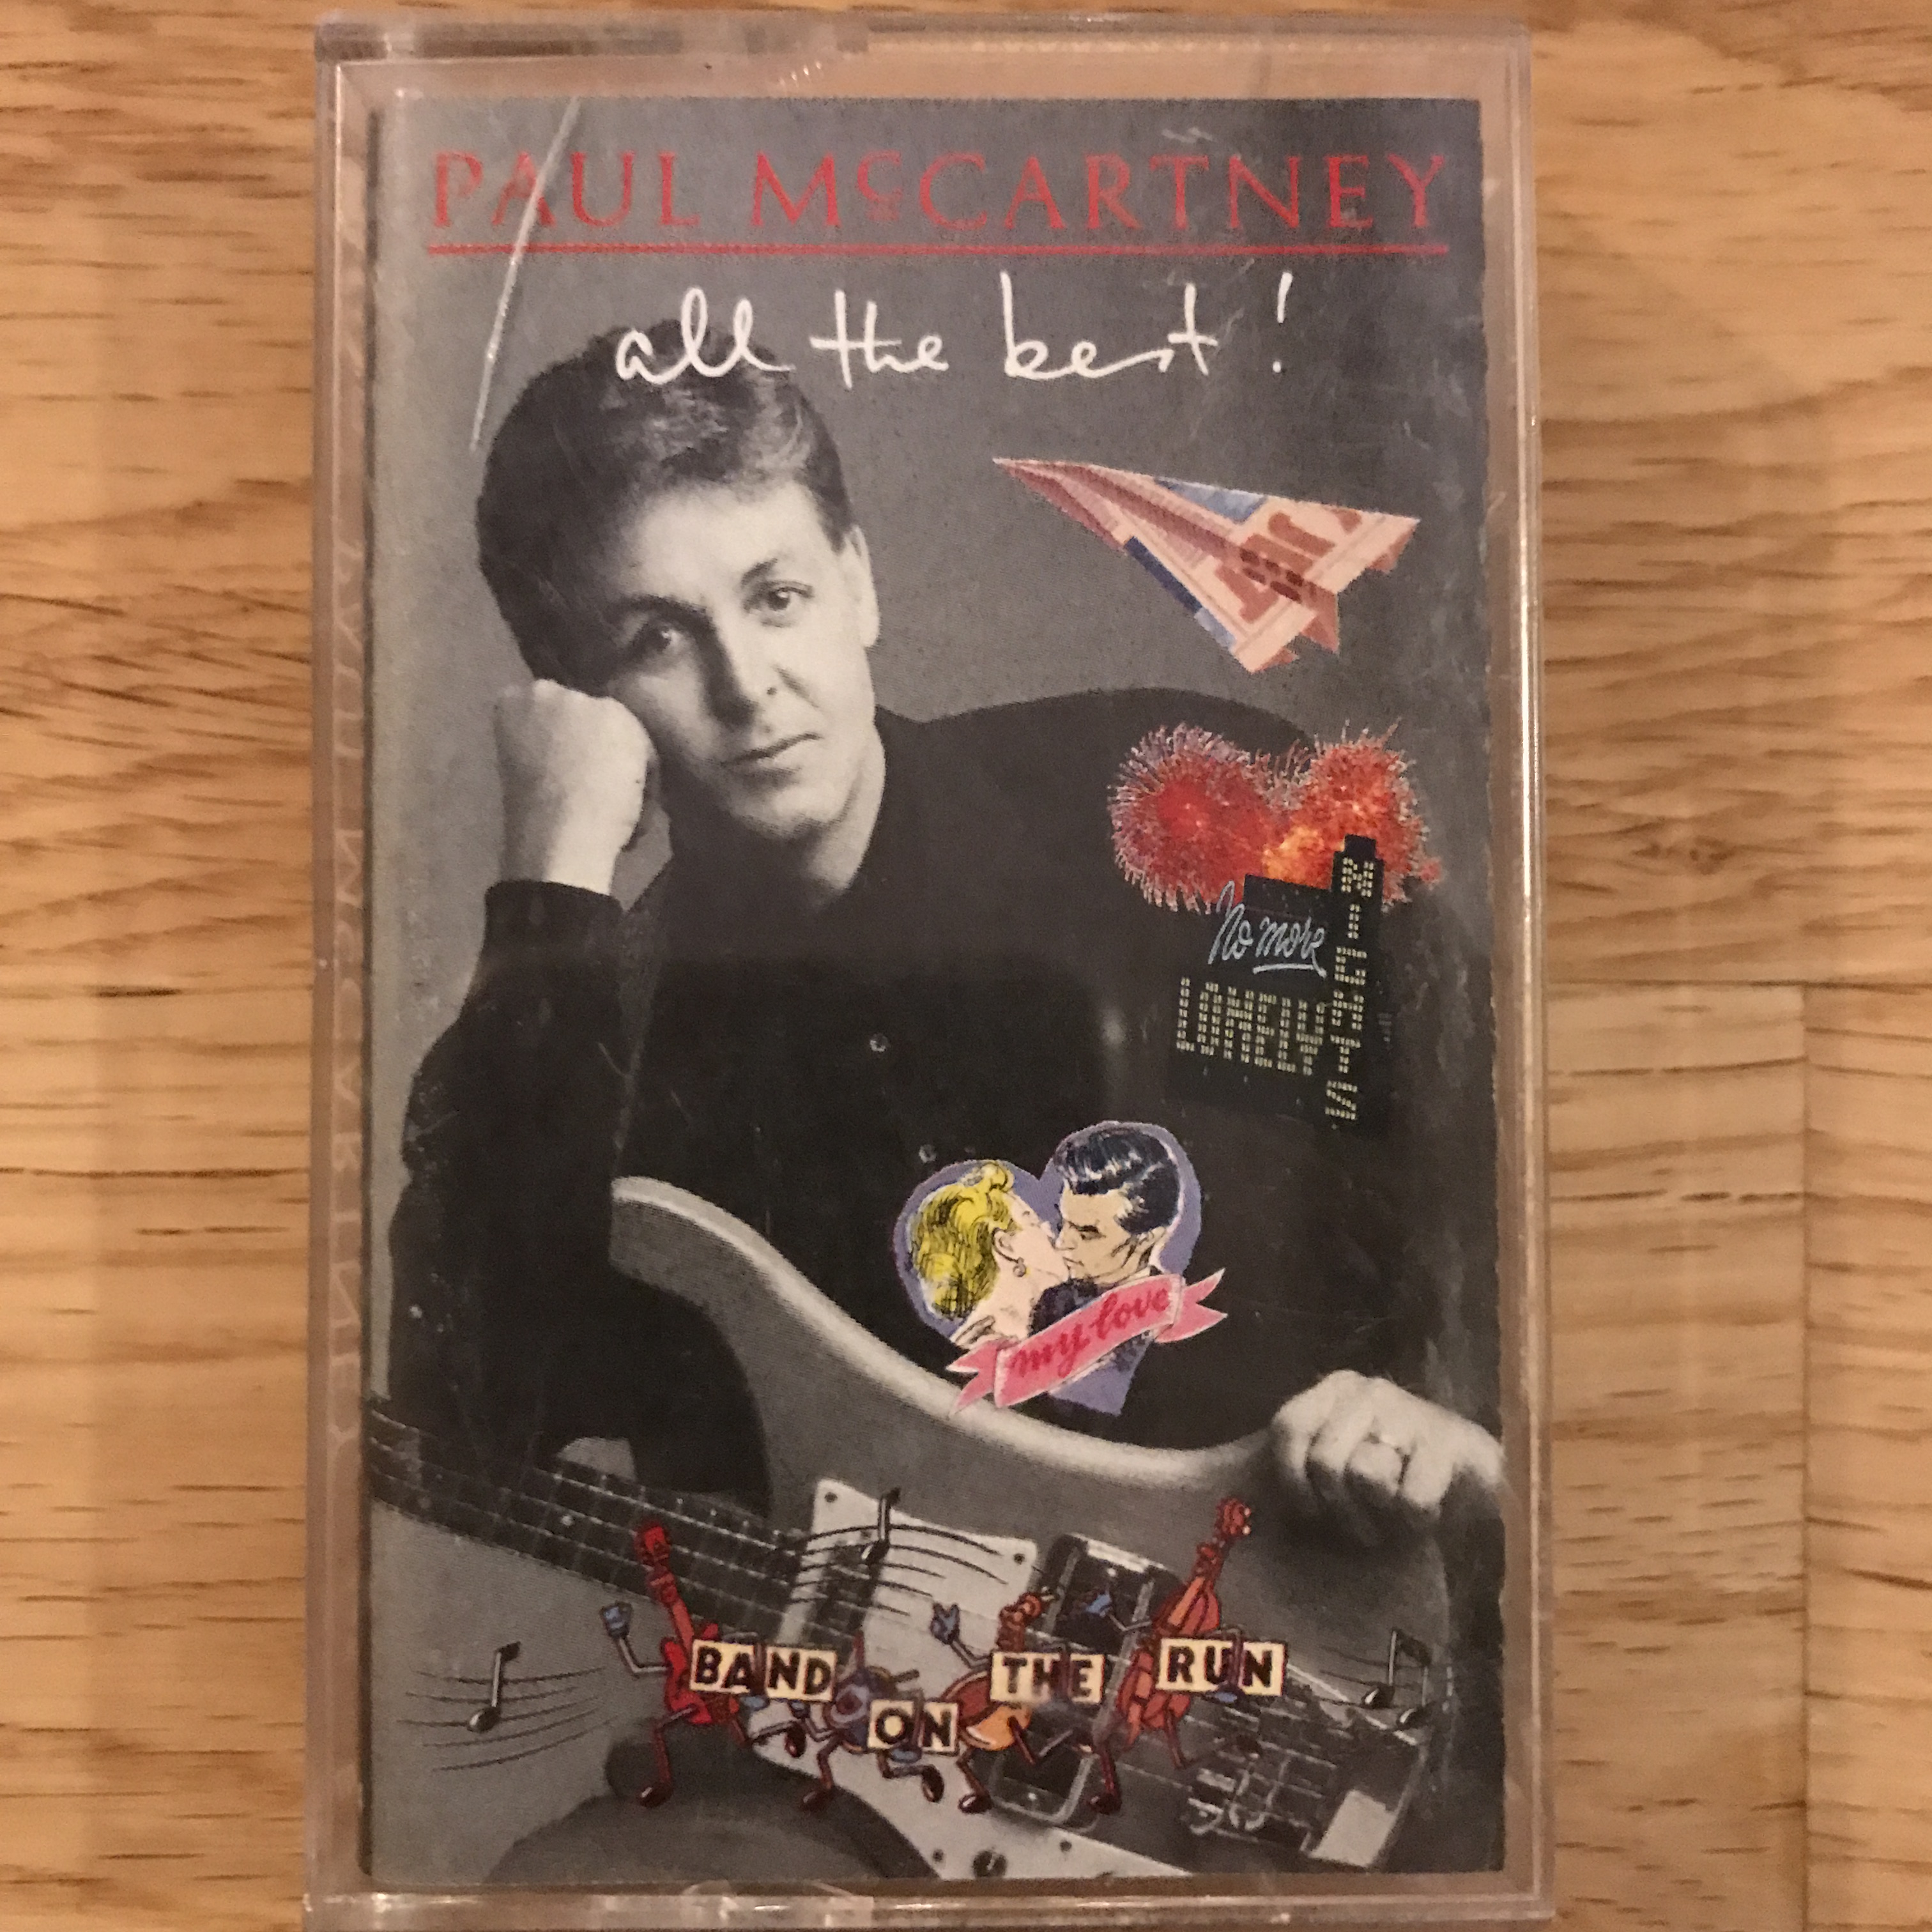 PAUL McCARTNEY
all the best!
No more
LONELY
NIGHTS
my love
BAND ON THE RUN